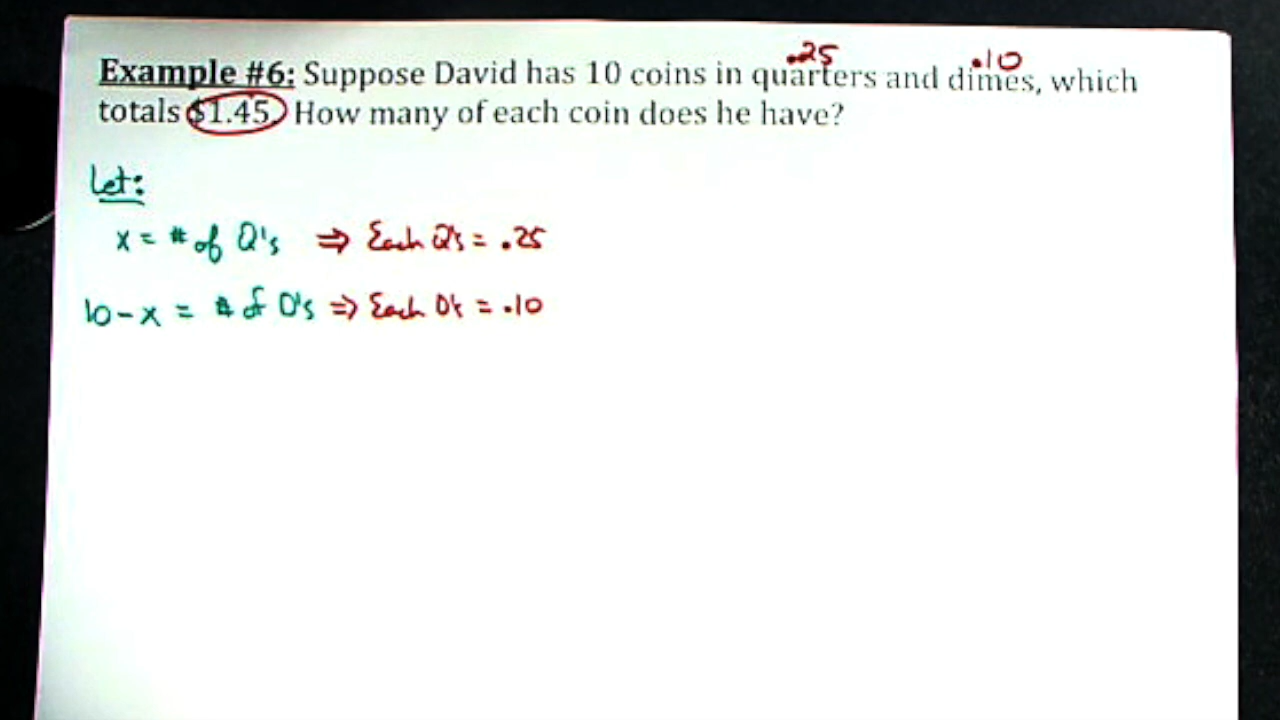 .25 .10
Example #6: Suppose David has 10 coins in quarters and dimes, which
totals $1.45. How many of each coin does he have?
Let:
x = # of Q's ⇒ Each Q's = .25
10-x = # of D's ⇒ Each D's = .10